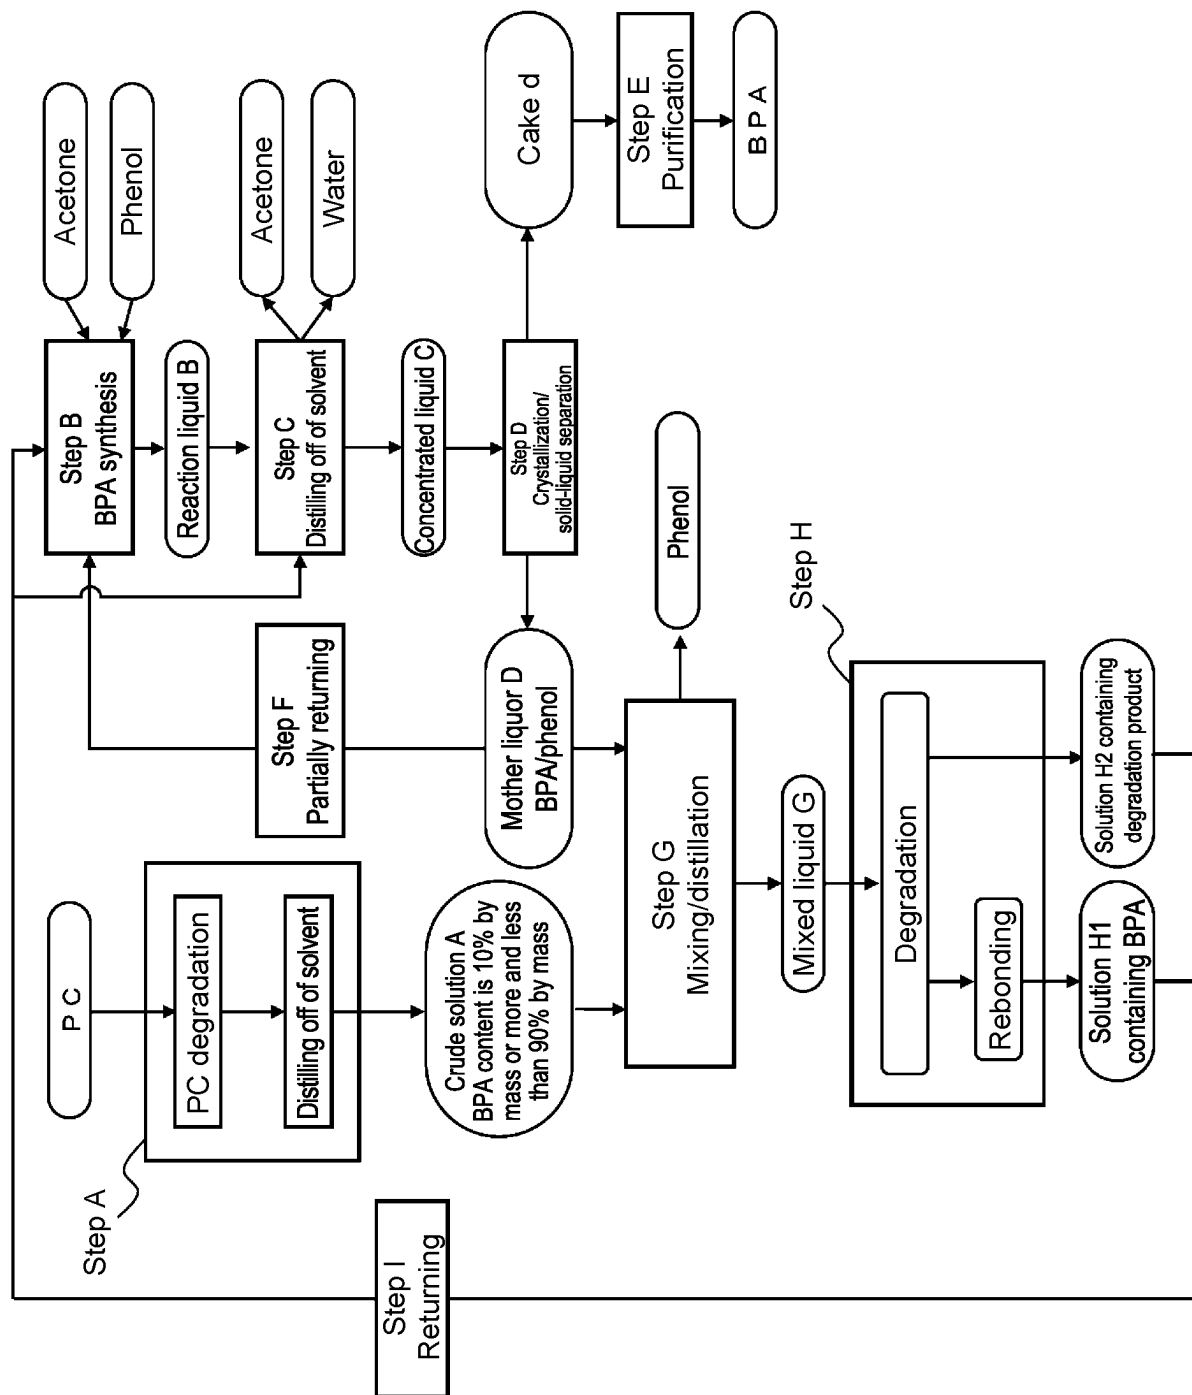 Acetone
Phenol
Step B
BPA synthesis
Reaction liquid B
Acetone
Water
Step C
Distilling off of solvent
Concentrated liquid C
Step D
Crystallization/
solid-liquid separation
Cake d
Step E
Purification
B P A
Step F
Partially returning
Mother liquor D
BPA/phenol
P C
Step A
PC degradation
Distilling off of solvent
Crude solution A
BPA content is 10% by
mass or more and less
than 90% by mass
Step G
Mixing/distillation
Phenol
Mixed liquid G
Step H
Degradation
Rebonding
Solution H1
containing BPA
Solution H2 containing
degradation product
Step I
Returning